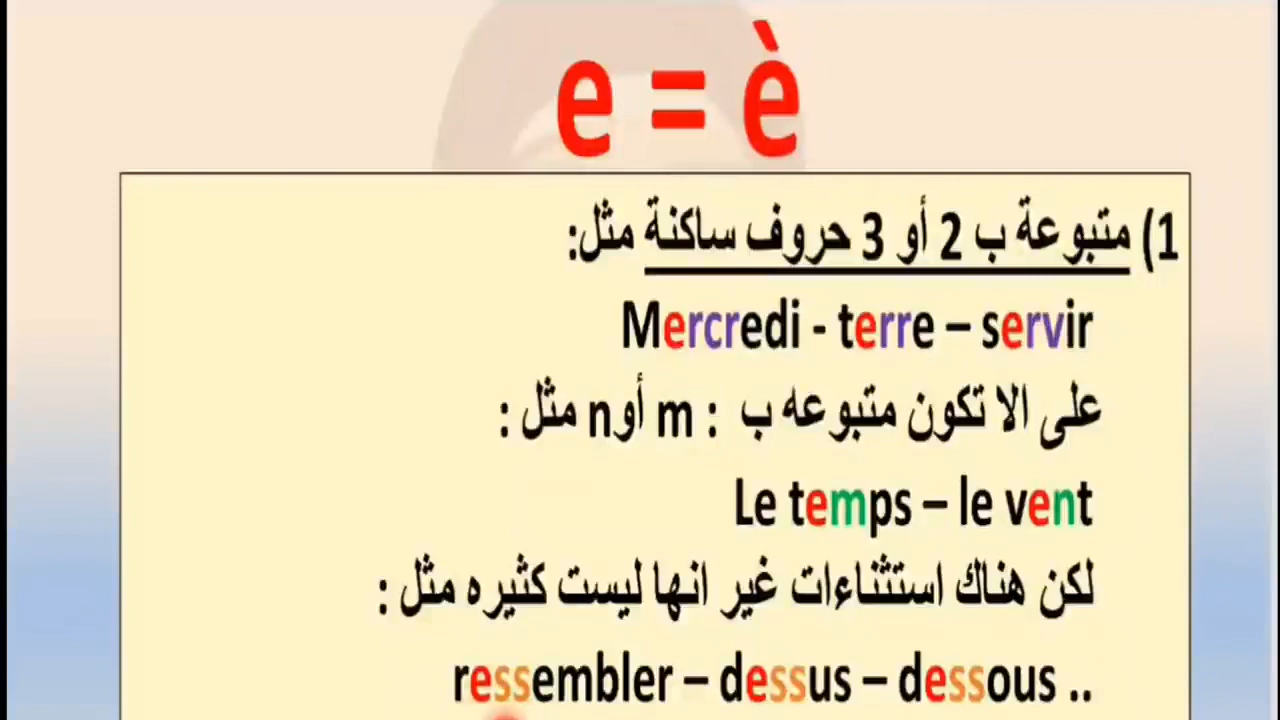 e = è
1) متبوعة ب 2 أو 3 حروف ساكنة مثل:
Mercredi - terre – servir
على الا تكون متبوعه ب : m أوn مثل :
Le temps – le vent
لكن هناك استثناءات غير انها ليست كثيره مثل :
ressembler – dessus – dessous ..